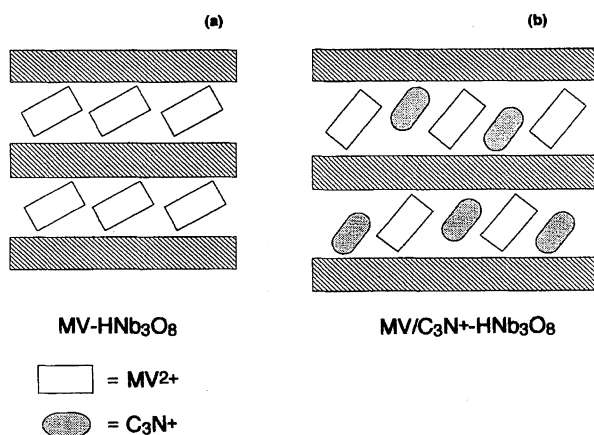 (a)
(b)
MV-HNb₃O₈
MV/C₃N⁺-HNb₃O₈
= MV²⁺
= C₃N⁺